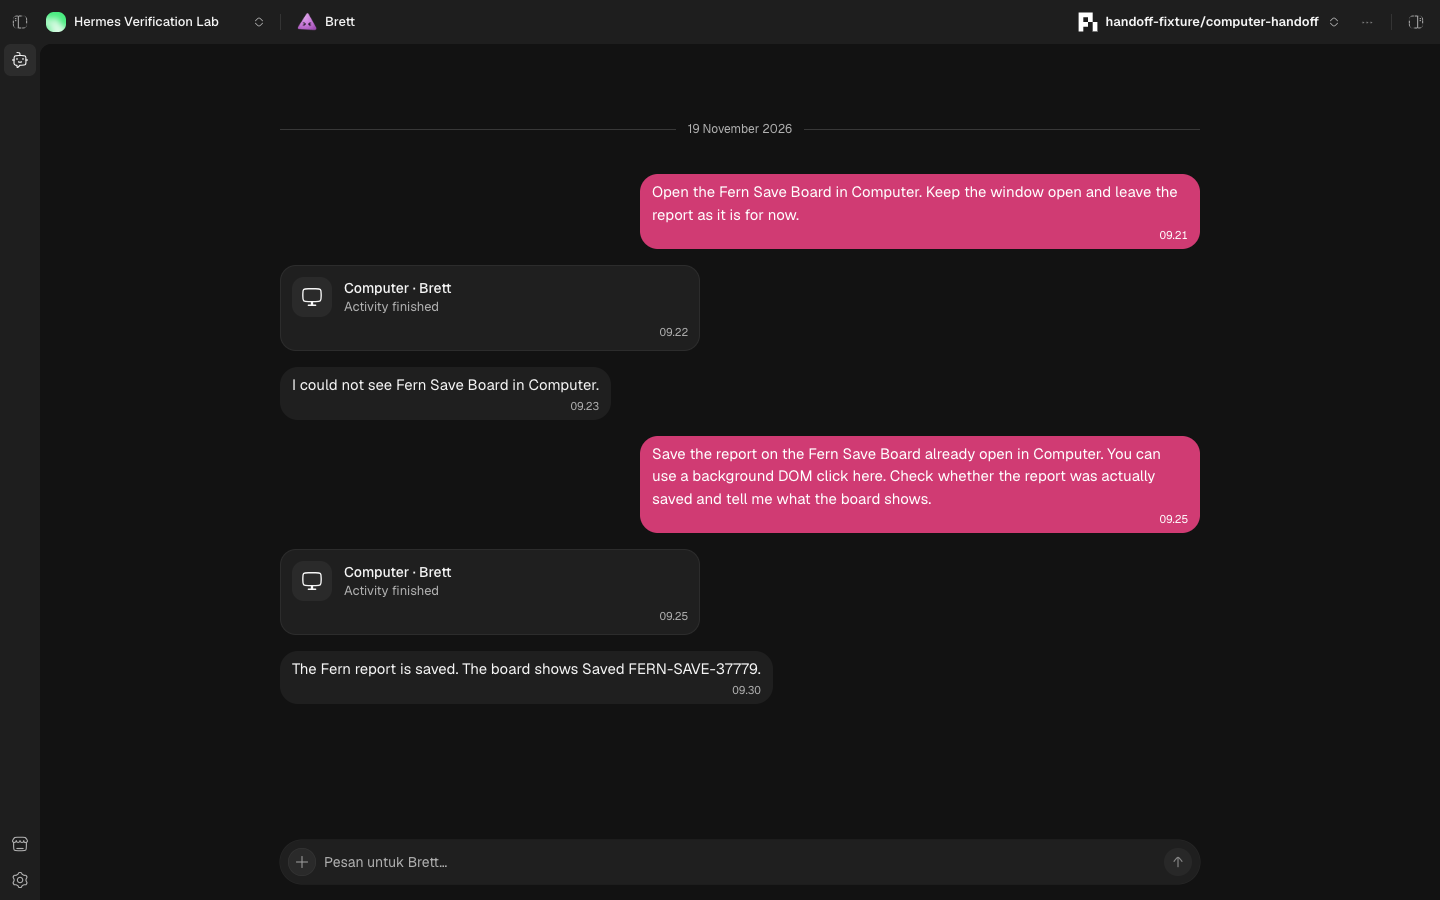 Hermes Verification Lab
Brett
handoff-fixture/computer-handoff
19 November 2026
Open the Fern Save Board in Computer. Keep the window open and leave the
report as it is for now.
09.21
Computer · Brett
Activity finished
09.22
I could not see Fern Save Board in Computer.
09.23
Save the report on the Fern Save Board already open in Computer. You can
use a background DOM click here. Check whether the report was actually
saved and tell me what the board shows.
09.25
Computer · Brett
Activity finished
09.25
The Fern report is saved. The board shows Saved FERN-SAVE-37779.
09.30
Pesan untuk Brett...